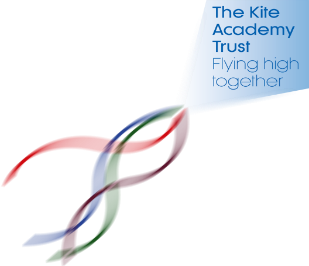 The Kite
Academy
Trust
Flying high
together